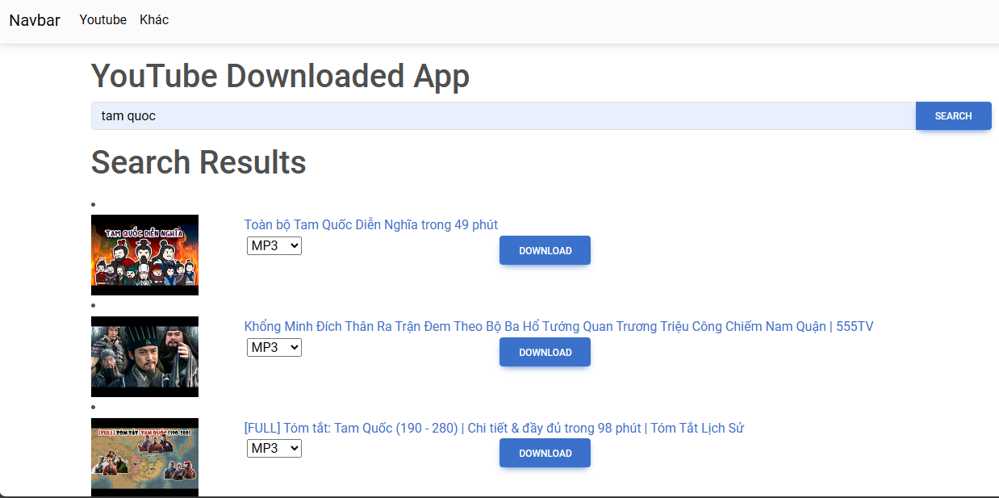 Navbar Youtube Khác
YouTube Downloaded App
tam quoc SEARCH
Search Results
TAM QUỐC DIỄN NGHĨA
Toàn bộ Tam Quốc Diễn Nghĩa trong 49 phút
MP3 DOWNLOAD
Khổng Minh Đích Thân Ra Trận Đem Theo Bộ Ba Hổ Tướng Quan Trương Triệu Công Chiếm Nam Quận | 555TV
MP3 DOWNLOAD
[FULL] TÓM TẮT: TAM QUỐC (190-280)
[FULL] Tóm tắt: Tam Quốc (190 - 280) | Chi tiết & đầy đủ trong 98 phút | Tóm Tắt Lịch Sử
MP3 DOWNLOAD